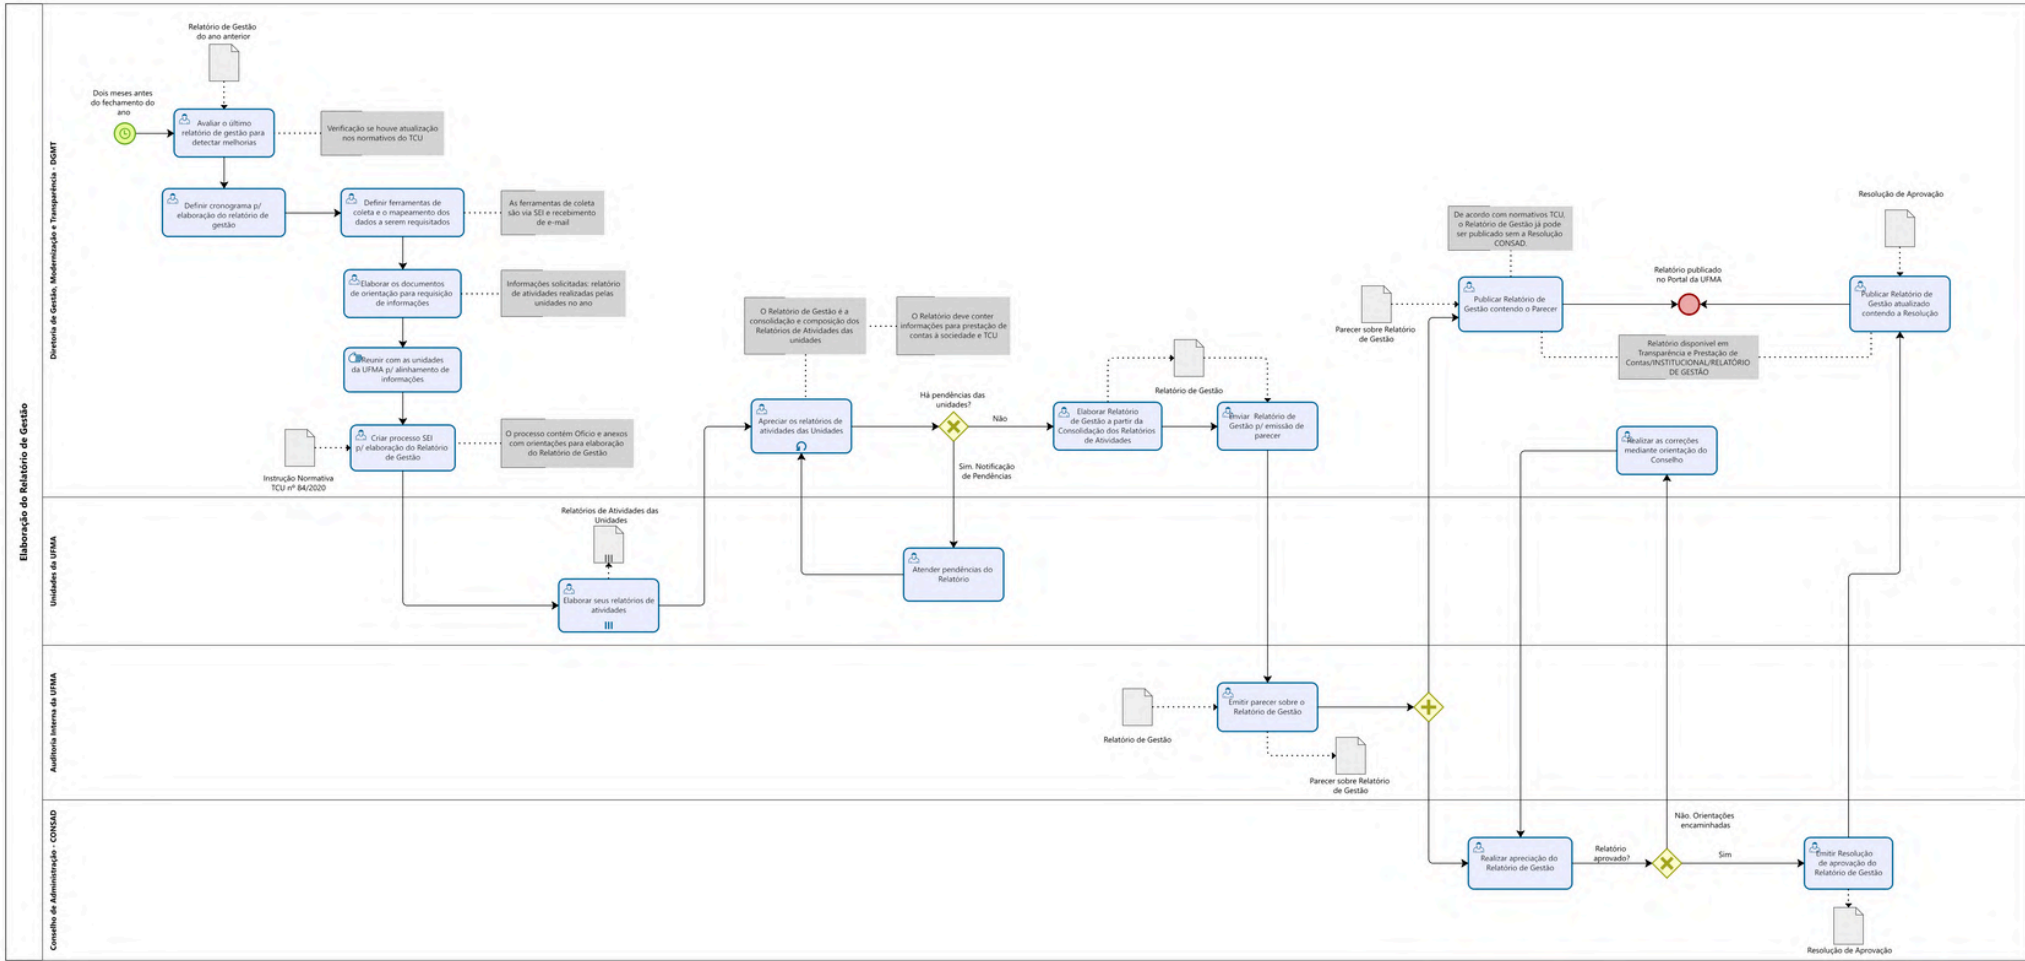 Elaboração do Relatório de Gestão
Diretoria de Gestão, Modernização e Transparência - DGMT
Relatório de Gestão
do ano anterior
Dois meses antes
do fechamento do
ano
Avaliar o último
relatório de gestão para
detectar melhorias
Verificação se houve atualização
nos normativos do TCU
Definir cronograma p/
elaboração do relatório de
gestão
Definir ferramentas de
coleta e o mapeamento dos
dados a serem requisitados
As ferramentas de coleta
são via SEI e recebimento
de e-mail
Elaborar os documentos
de orientação para requisição
de informações
Informações solicitadas: relatório
de atividades realizadas pelas
unidades no ano
Reunir com as unidades
da UFMA p/ alinhamento de
informações
Instrução Normativa
TCU nº 84/2020
Criar processo SEI
p/ elaboração do Relatório
de Gestão
O processo contém Ofício e anexos
com orientações para elaboração
do Relatório de Gestão
O Relatório de Gestão é a
consolidação e composição dos
Relatórios de Atividades das
unidades
O Relatório deve conter
informações para prestação de
contas à sociedade e TCU
Apreciar os relatórios de
atividades das Unidades
Há pendências das
unidades?
Não
Sim. Notificação
de Pendências
Elaborar Relatório
de Gestão a partir da
Consolidação dos Relatórios
de Atividades
Relatório de Gestão
Enviar Relatório de
Gestão p/ emissão de
parecer
Parecer sobre Relatório
de Gestão
De acordo com normativos TCU,
o Relatório de Gestão já pode
ser publicado sem a Resolução
CONSAD.
Publicar Relatório de
Gestão contendo o Parecer
Relatório publicado
no Portal da UFMA
Resolução de Aprovação
Publicar Relatório de
Gestão atualizado
contendo a Resolução
Relatório disponível em
Transparência e Prestação de
Contas/INSTITUCIONAL/RELATÓRIO
DE GESTÃO
Realizar as correções
mediante orientação do
Conselho
Unidades da UFMA
Relatórios de Atividades das
Unidades
Elaborar seus relatórios de
atividades
Atender pendências do
Relatório
Auditoria Interna da UFMA
Relatório de Gestão
Emitir parecer sobre o
Relatório de Gestão
Parecer sobre Relatório
de Gestão
Conselho de Administração - CONSAD
Realizar apreciação do
Relatório de Gestão
Relatório
aprovado?
Não. Orientações
encaminhadas
Sim
Emitir Resolução
de aprovação do
Relatório de Gestão
Resolução de Aprovação